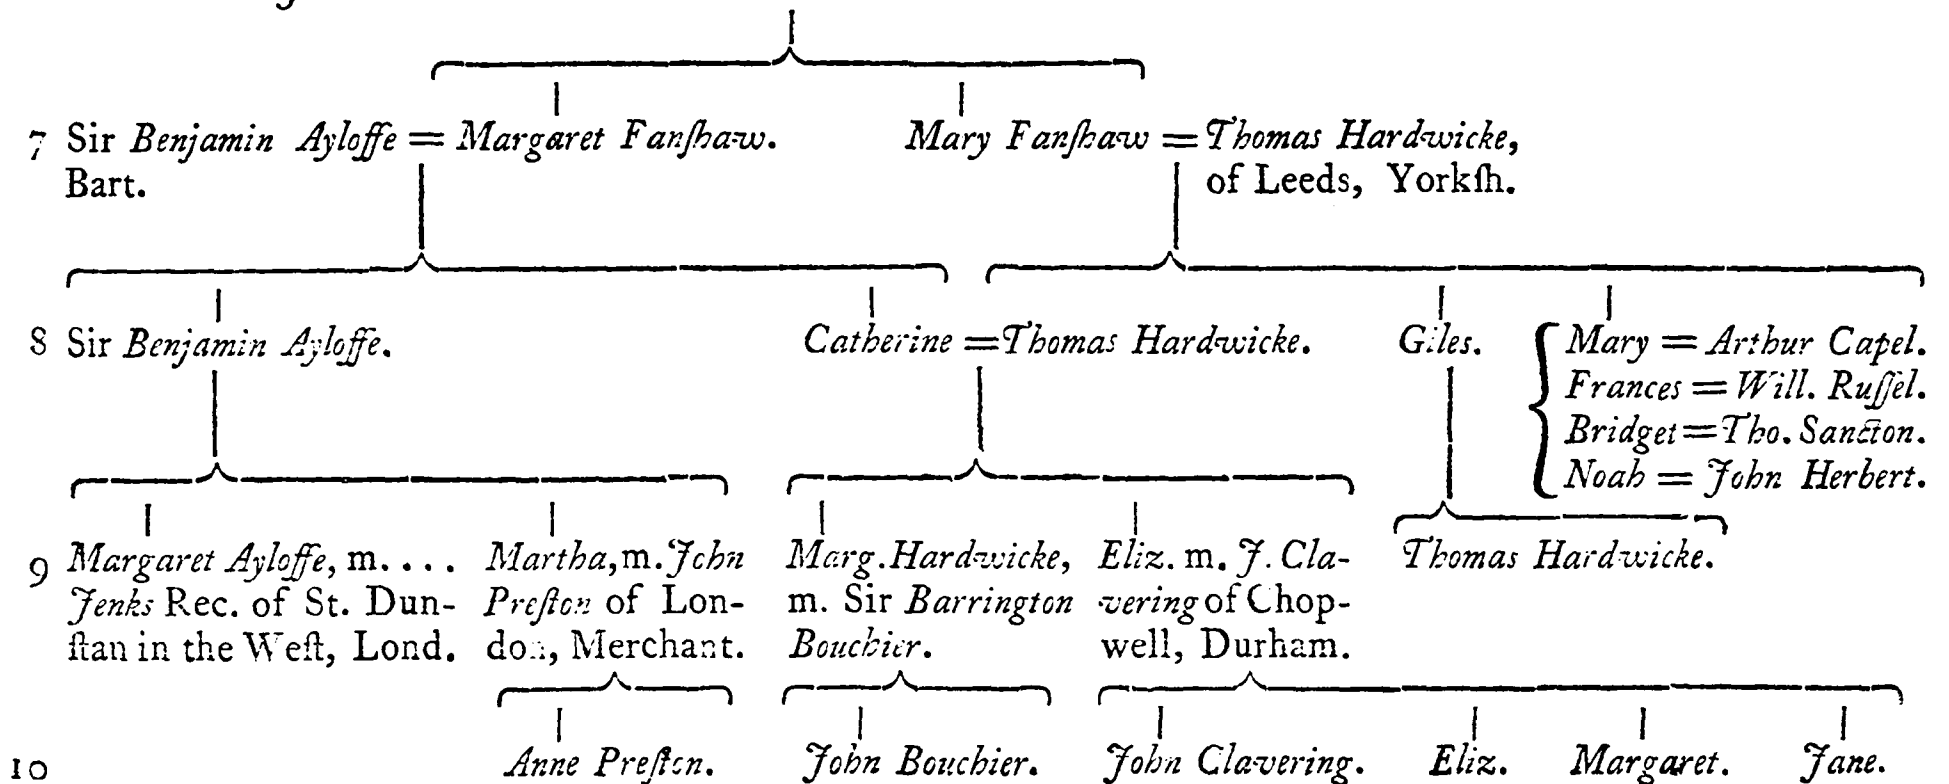 7 Sir Benjamin Ayloffe = Margaret Fanſhaw. Mary Fanſhaw = Thomas Hardwicke,
Bart. of Leeds, Yorkſh.
8 Sir Benjamin Ayloffe. Catherine = Thomas Hardwicke. Giles. Mary = Arthur Capel.
Frances = Will. Ruſſel.
Bridget = Tho. Sancton.
Noah = John Herbert.
9 Margaret Ayloffe, m. . . . Martha, m. John Marg. Hardwicke, Eliz. m. J. Cla- Thomas Hardwicke.
Jenks Rec. of St. Dun- Preſton of Lon- m. Sir Barrington vering of Chop-
ſtan in the Weſt, Lond. don, Merchant. Bouchier. well, Durham.
10 Anne Preſton. John Bouchier. John Clavering. Eliz. Margaret. Jane.